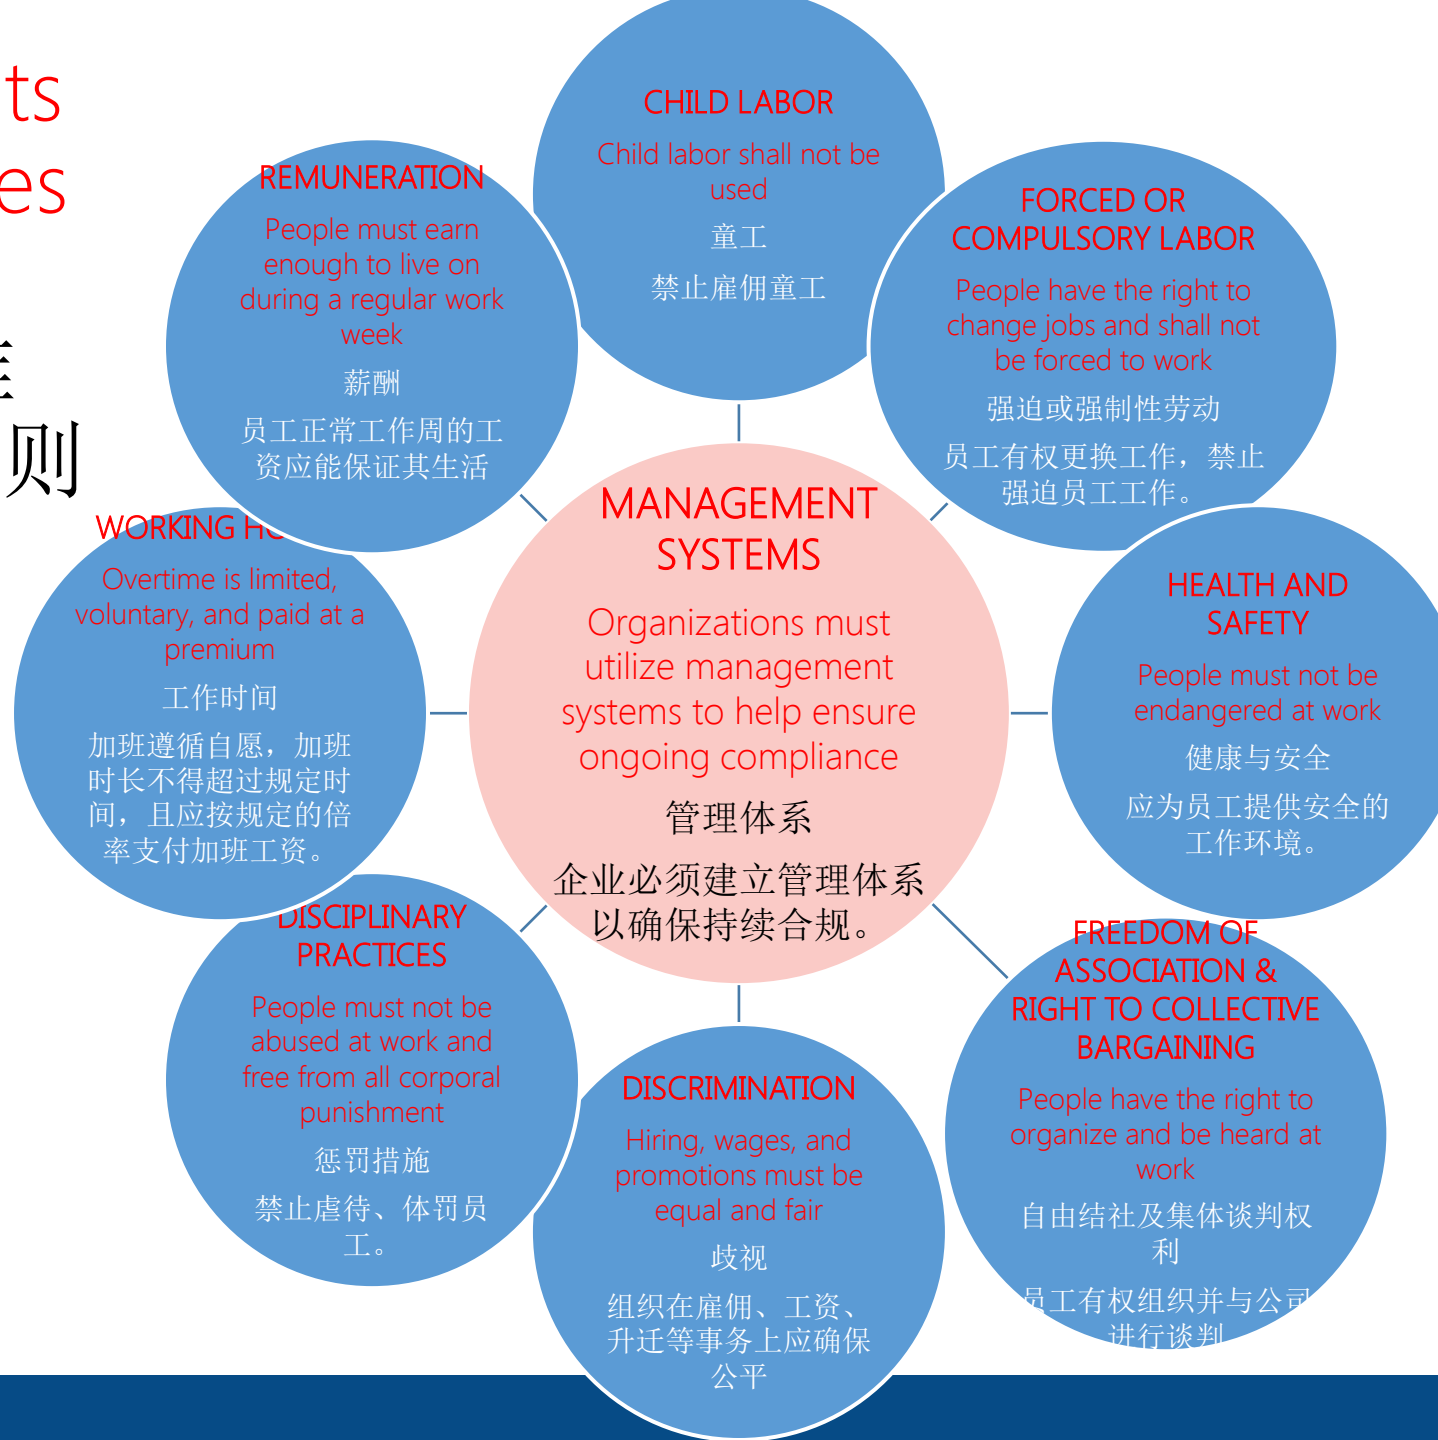 ts
es
则
CHILD LABOR
Child labor shall not be
used
童工
禁止雇佣童工
FORCED OR
COMPULSORY LABOR
People have the right to
change jobs and shall not
be forced to work
强迫或强制性劳动
员工有权更换工作，禁止
强迫员工工作。
HEALTH AND
SAFETY
People must not be
endangered at work
健康与安全
应为员工提供安全的
工作环境。
FREEDOM OF
ASSOCIATION &
RIGHT TO COLLECTIVE
BARGAINING
People have the right to
organize and be heard at
work
自由结社及集体谈判权
利
员工有权组织并与公司
进行谈判
DISCRIMINATION
Hiring, wages, and
promotions must be
equal and fair
歧视
组织在雇佣、工资、
升迁等事务上应确保
公平
DISCIPLINARY
PRACTICES
People must not be
abused at work and
free from all corporal
punishment
惩罚措施
禁止虐待、体罚员
工。
WORKING
Overtime is limited,
voluntary, and paid at a
premium
工作时间
加班遵循自愿，加班
时长不得超过规定时
间，且应按规定的倍
率支付加班工资。
REMUNERATION
People must earn
enough to live on
during a regular work
week
薪酬
员工正常工作周的工
资应能保证其生活
MANAGEMENT
SYSTEMS
Organizations must
utilize management
systems to help ensure
ongoing compliance
管理体系
企业必须建立管理体系
以确保持续合规。